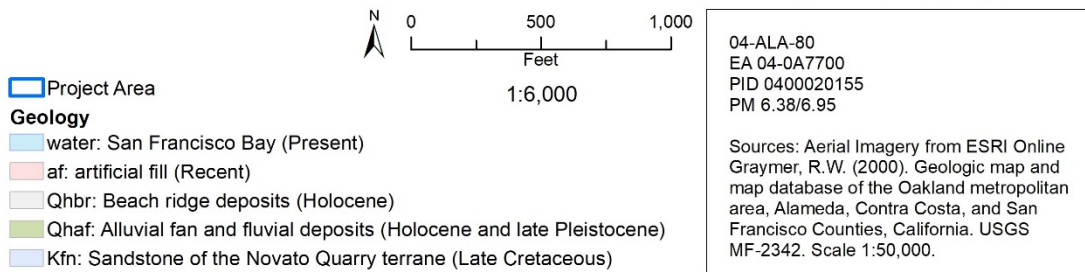 N
0 500 1,000
Feet
1:6,000
Project Area
Geology
water: San Francisco Bay (Present)
af: artificial fill (Recent)
Qhbr: Beach ridge deposits (Holocene)
Qhaf: Alluvial fan and fluvial deposits (Holocene and late Pleistocene)
Kfn: Sandstone of the Novato Quarry terrane (Late Cretaceous)
04-ALA-80
EA 04-0A7700
PID 0400020155
PM 6.38/6.95
Sources: Aerial Imagery from ESRI Online
Graymer, R.W. (2000). Geologic map and
map database of the Oakland metropolitan
area, Alameda, Contra Costa, and San
Francisco Counties, California. USGS
MF-2342. Scale 1:50,000.